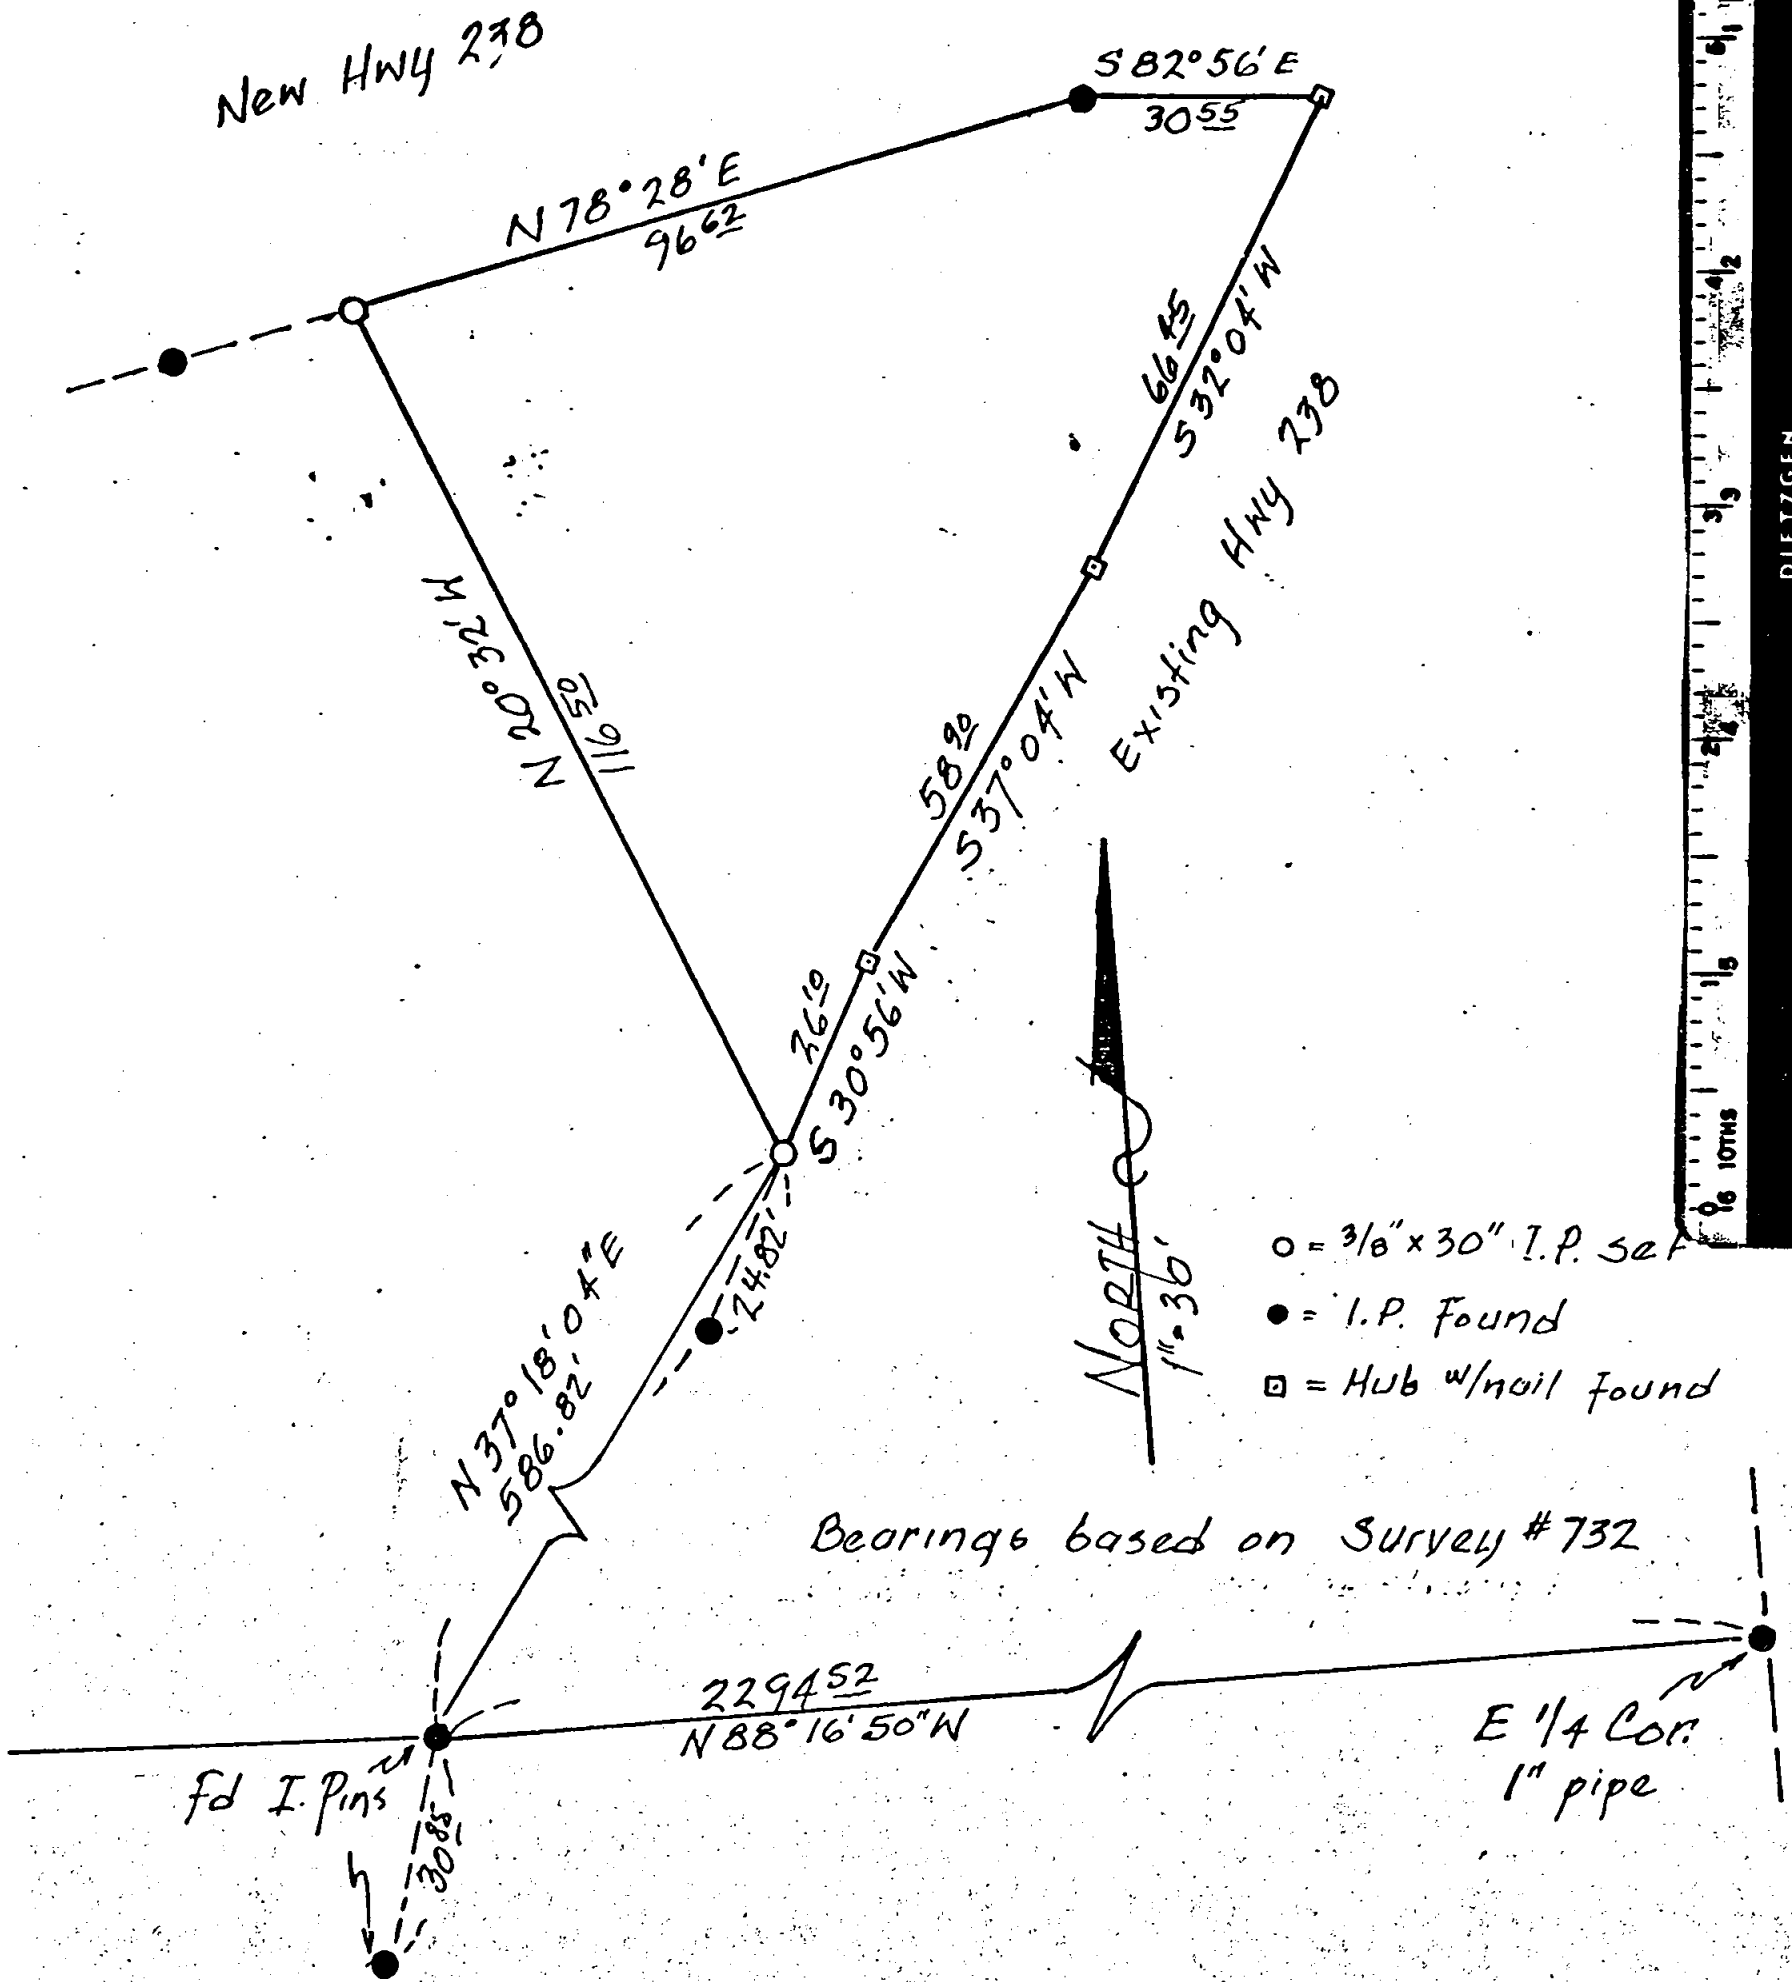 New Hwy 238
S 82° 56' E
30 55
N 78° 28' E
96 62
66 45
S 32° 04' W
Existing Hwy 238
N 20° 32' W
116 50
58 90
S 37° 04' W
26 10
S 30° 56' W
24.82'
N 37° 18' 04" E
586.82'
NORTH
1" = 30'
O = 3/8" x 30" I.P. set
● = I.P. Found
⊡ = Hub w/nail found
Bearings based on Survey # 732
2294 52
N 88° 16' 50" W
E 1/4 Cor.
1" pipe
fd I. Pins
30 85
DIETZGEN
10THS